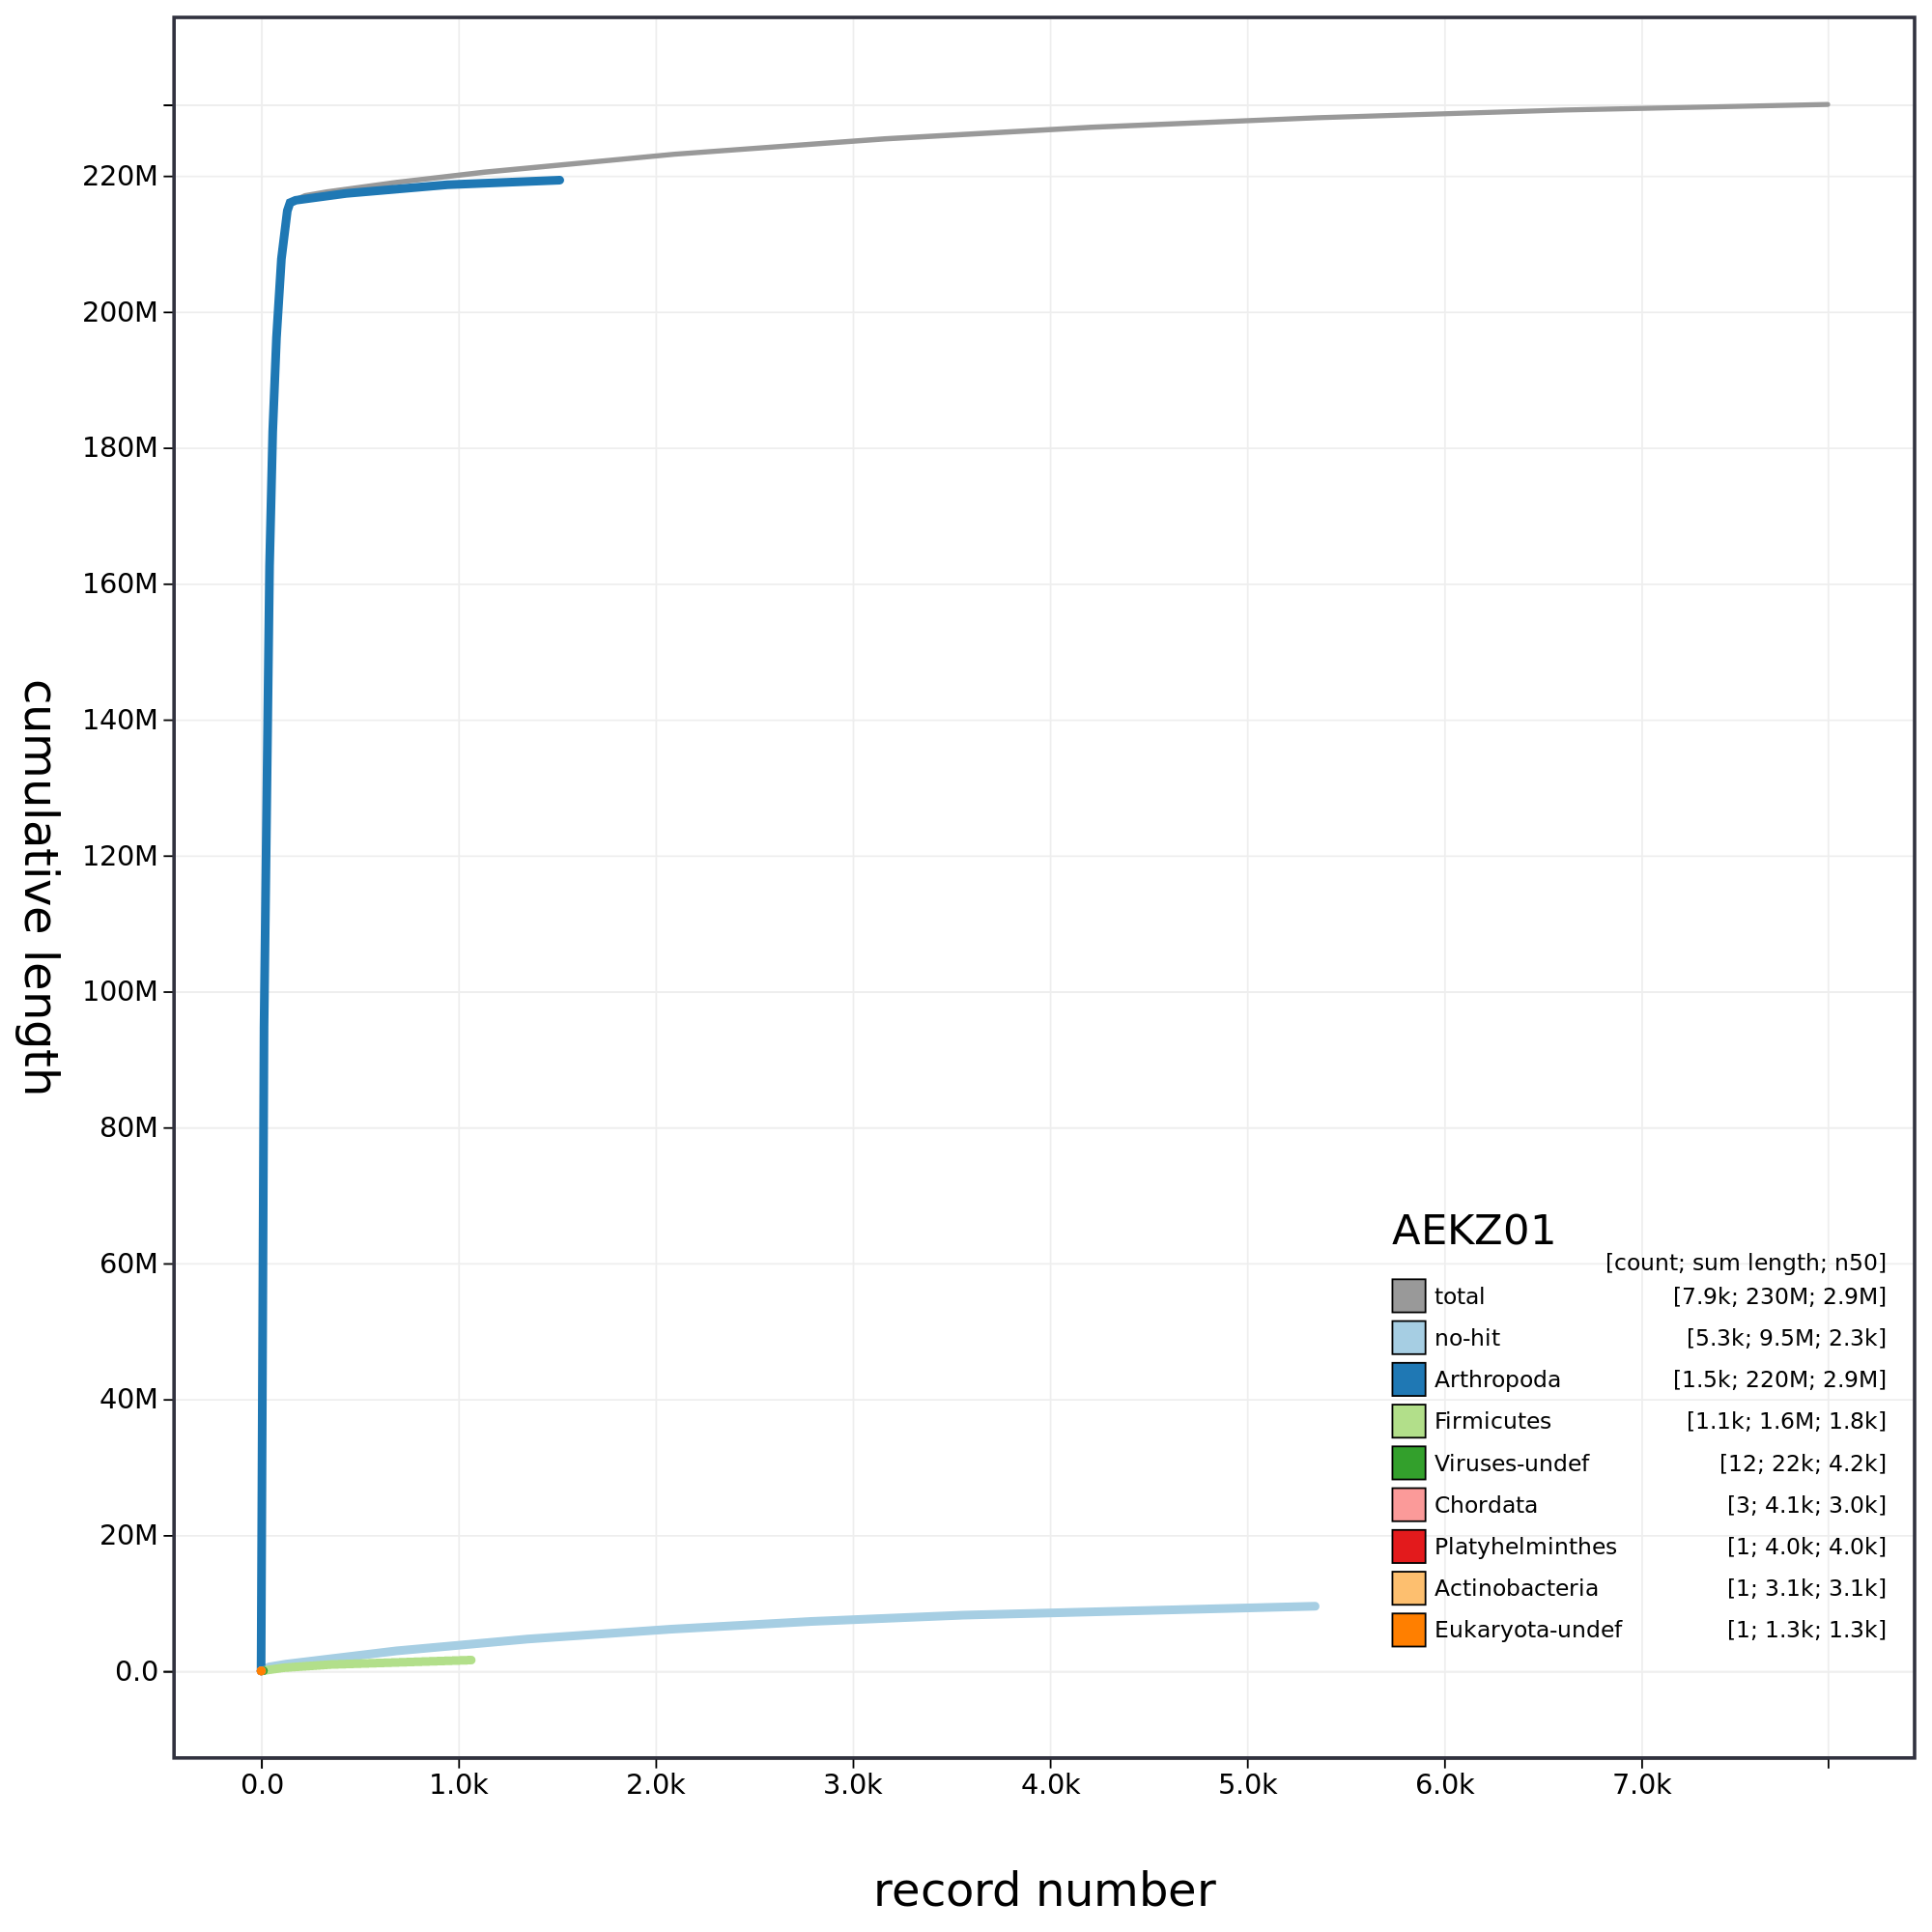 220M
200M
180M
160M
140M
120M
100M
80M
60M
40M
20M
0.0
cumulative length
0.0 1.0k 2.0k 3.0k 4.0k 5.0k 6.0k 7.0k
record number
AEKZ01
[count; sum length; n50]
total [7.9k; 230M; 2.9M]
no-hit [5.3k; 9.5M; 2.3k]
Arthropoda [1.5k; 220M; 2.9M]
Firmicutes [1.1k; 1.6M; 1.8k]
Viruses-undef [12; 22k; 4.2k]
Chordata [3; 4.1k; 3.0k]
Platyhelminthes [1; 4.0k; 4.0k]
Actinobacteria [1; 3.1k; 3.1k]
Eukaryota-undef [1; 1.3k; 1.3k]